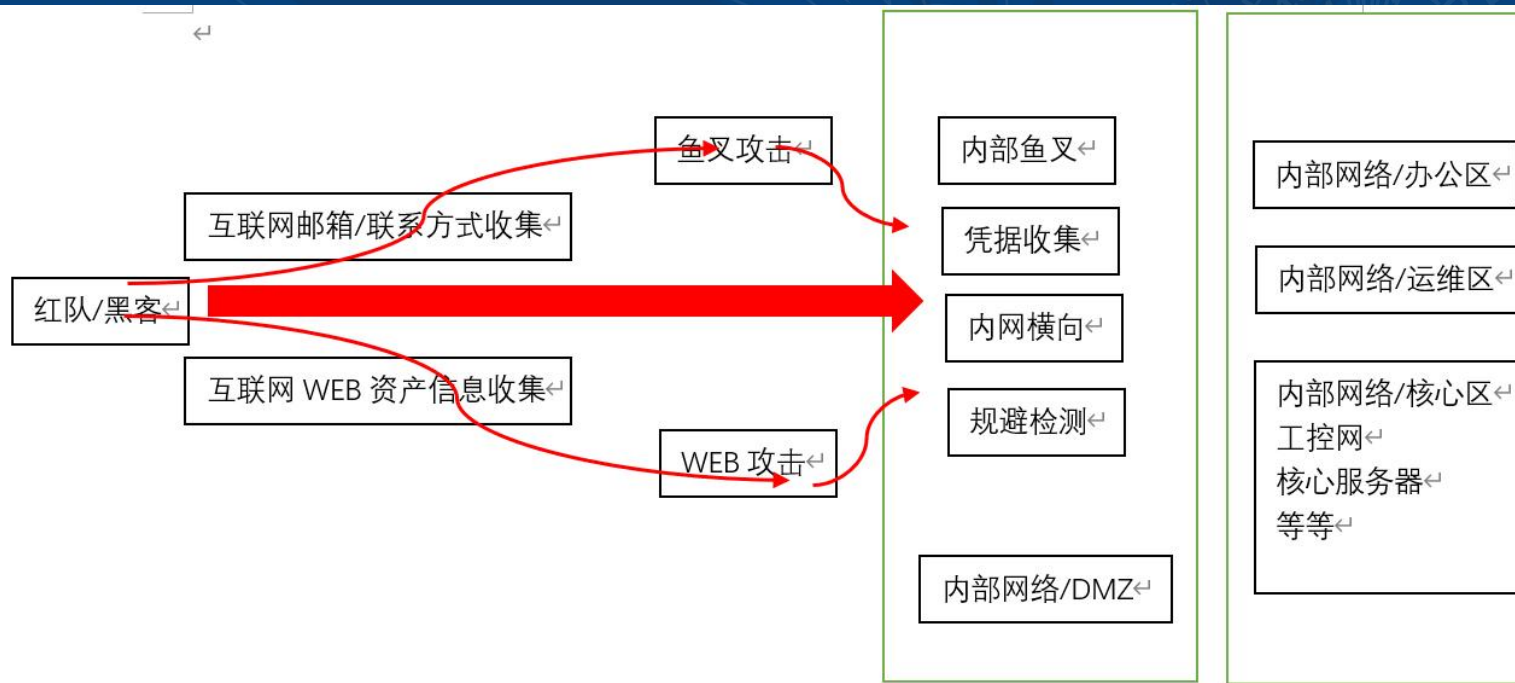 鱼叉攻击
内部鱼叉
内部网络/办公区
互联网邮箱/联系方式收集
凭据收集
内部网络/运维区
红队/黑客
内网横向
互联网 WEB 资产信息收集
规避检测
内部网络/核心区
工控网
核心服务器
等等
WEB 攻击
内部网络/DMZ